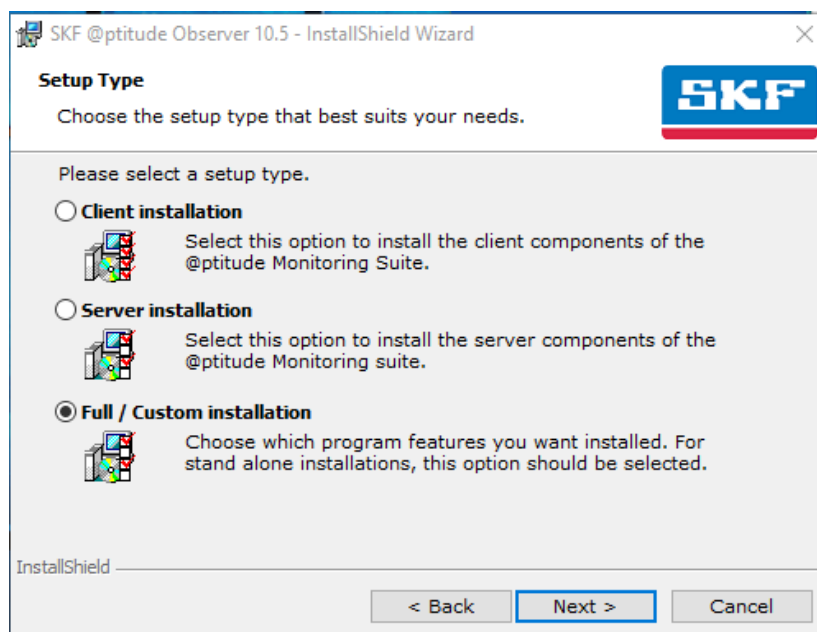 SKF @ptitude Observer 10.5 - InstallShield Wizard
Setup Type
SKF
Choose the setup type that best suits your needs.
Please select a setup type.
Client installation
Select this option to install the client components of the
@ptitude Monitoring Suite.
Server installation
Select this option to install the server components of the
@ptitude Monitoring suite.
Full / Custom installation
Choose which program features you want installed. For
stand alone installations, this option should be selected.
InstallShield
< Back
Next >
Cancel